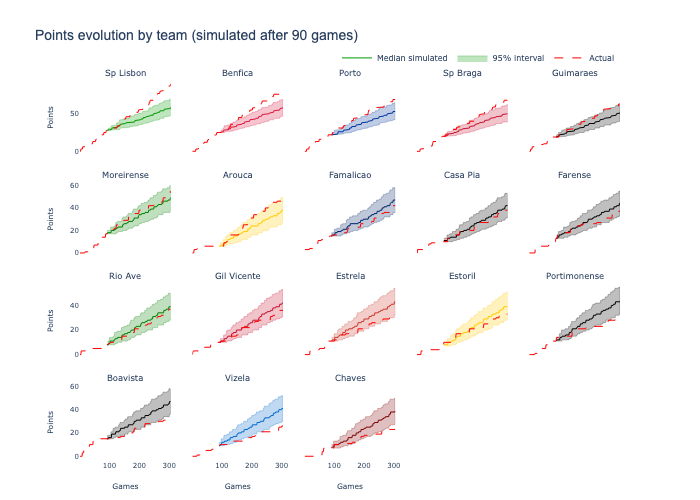 Points evolution by team (simulated after 90 games)
Median simulated 95% interval Actual
Sp Lisbon Benfica Porto Sp Braga Guimaraes
50
0
Points
Moreirense Arouca Famalicao Casa Pia Farense
60
40
20
0
Points
Rio Ave Gil Vicente Estrela Estoril Portimonense
40
20
0
Points
Boavista Vizela Chaves
60
40
20
0
Points
100 200 300 100 200 300 100 200 300
Games Games Games